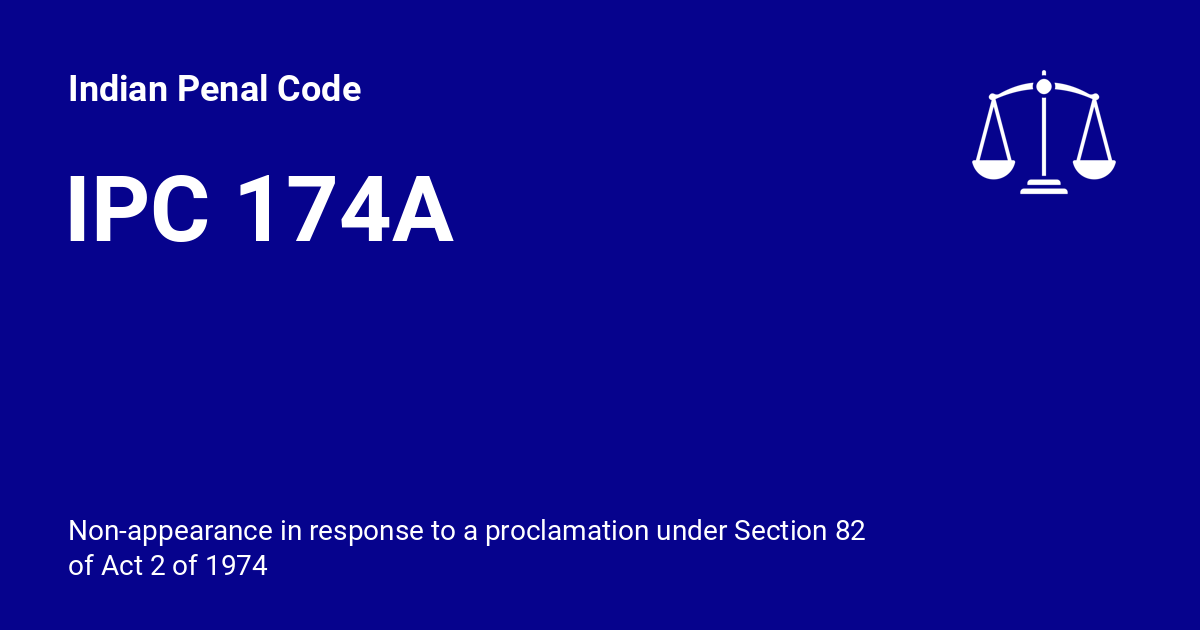 Indian Penal Code
IPC 174A
Non-appearance in response to a proclamation under Section 82
of Act 2 of 1974